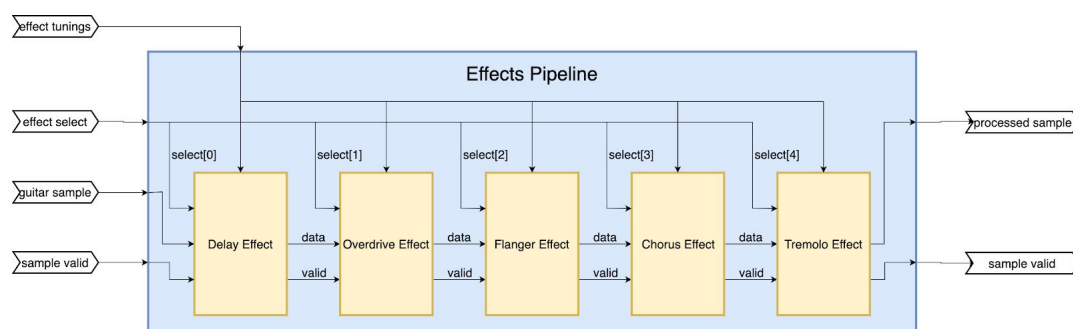 effect tunings
Effects Pipeline
effect select
processed sample
select[0]
select[1]
select[2]
select[3]
select[4]
guitar sample
Delay Effect
data
Overdrive Effect
data
Flanger Effect
data
Chorus Effect
data
Tremolo Effect
sample valid
valid
valid
valid
valid
sample valid